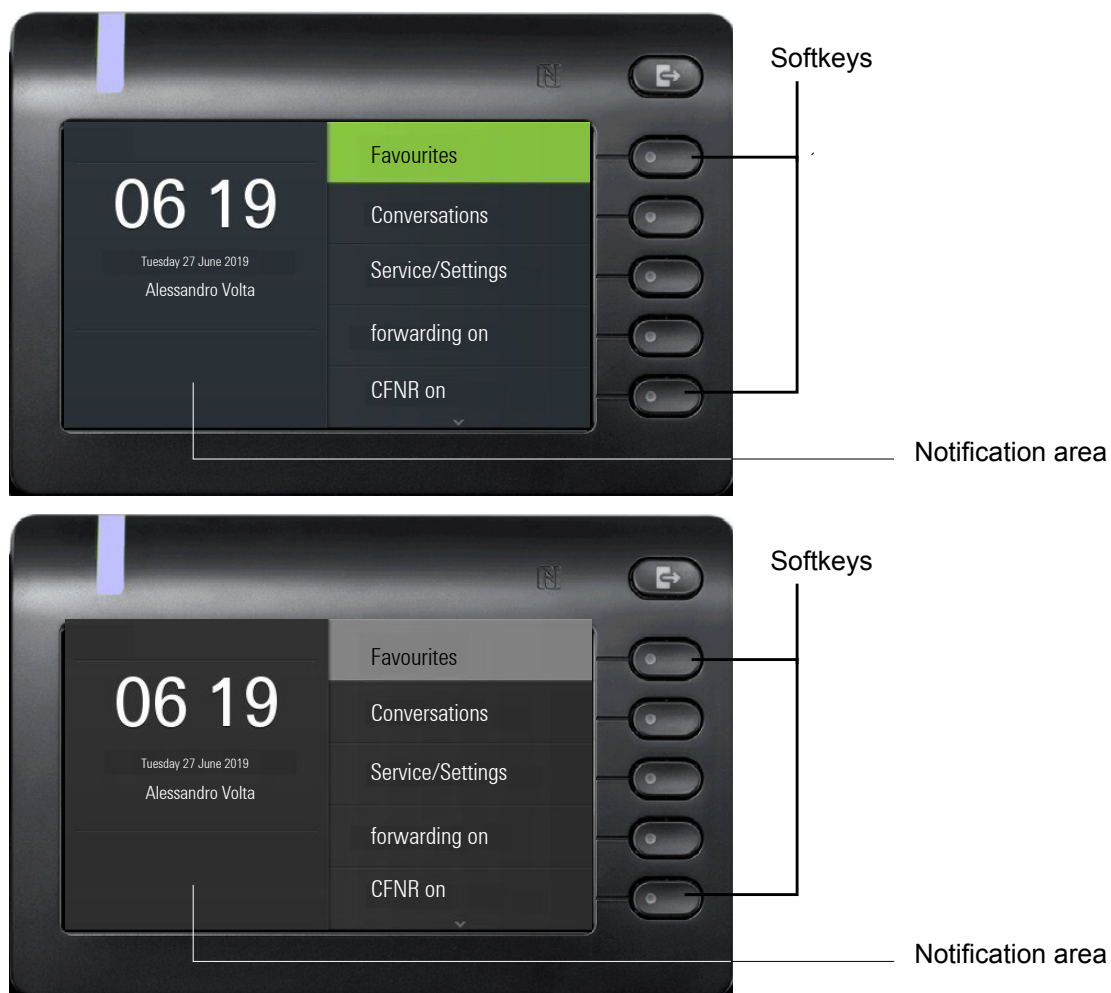 Softkeys
Favourites
06 19
Conversations
Tuesday 27 June 2019
Service/Settings
Alessandro Volta
forwarding on
CFNR on
Notification area
Softkeys
Favourites
06 19
Conversations
Tuesday 27 June 2019
Service/Settings
Alessandro Volta
forwarding on
CFNR on
Notification area